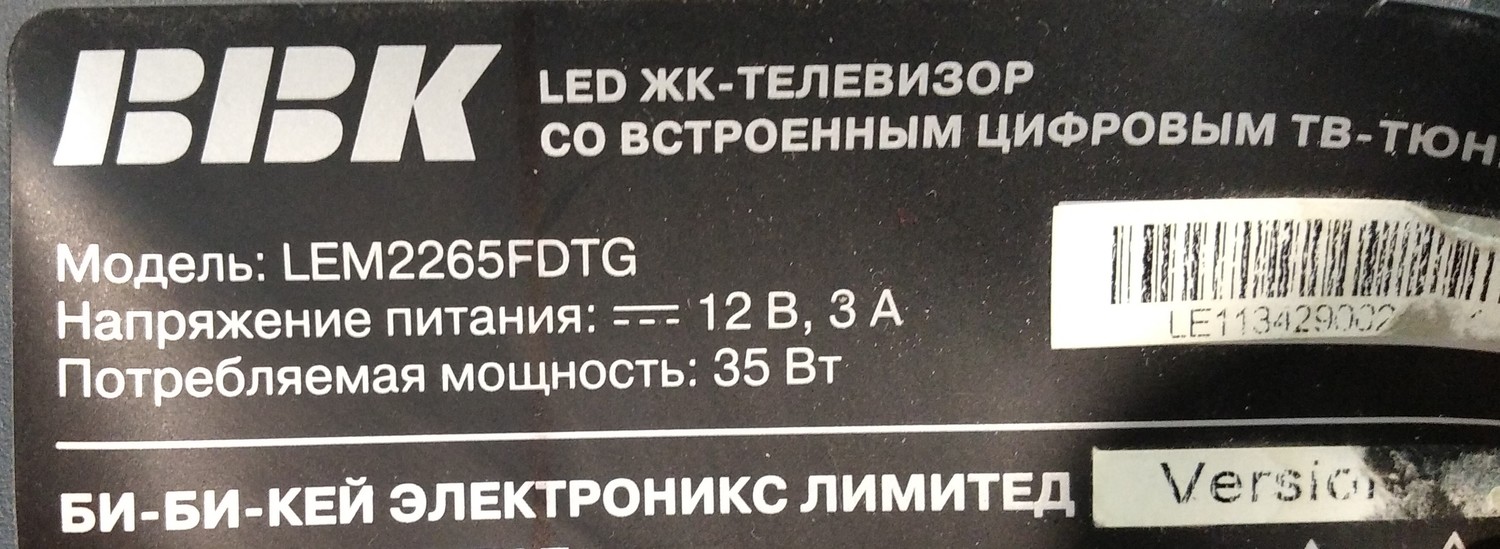 BBK
LED ЖК-ТЕЛЕВИЗОР
СО ВСТРОЕННЫМ ЦИФРОВЫМ
Модель: LEM2265FDTG
Напряжение питания: 12 В, 3 А
Потребляемая мощность: 35 Вт
БИ-БИ-КЕЙ ЭЛЕКТРОНИКС ЛИМИТЕД